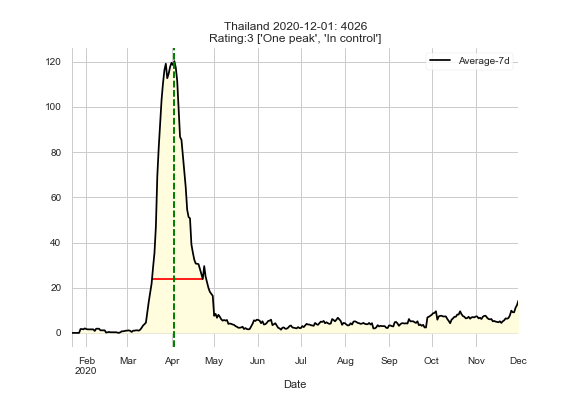 Thailand 2020-12-01: 4026
Rating:3 ['One peak', 'In control']
Average-7d
120
100
80
60
40
20
0
Feb Mar Apr May Jun Jul Aug Sep Oct Nov Dec
2020
Date